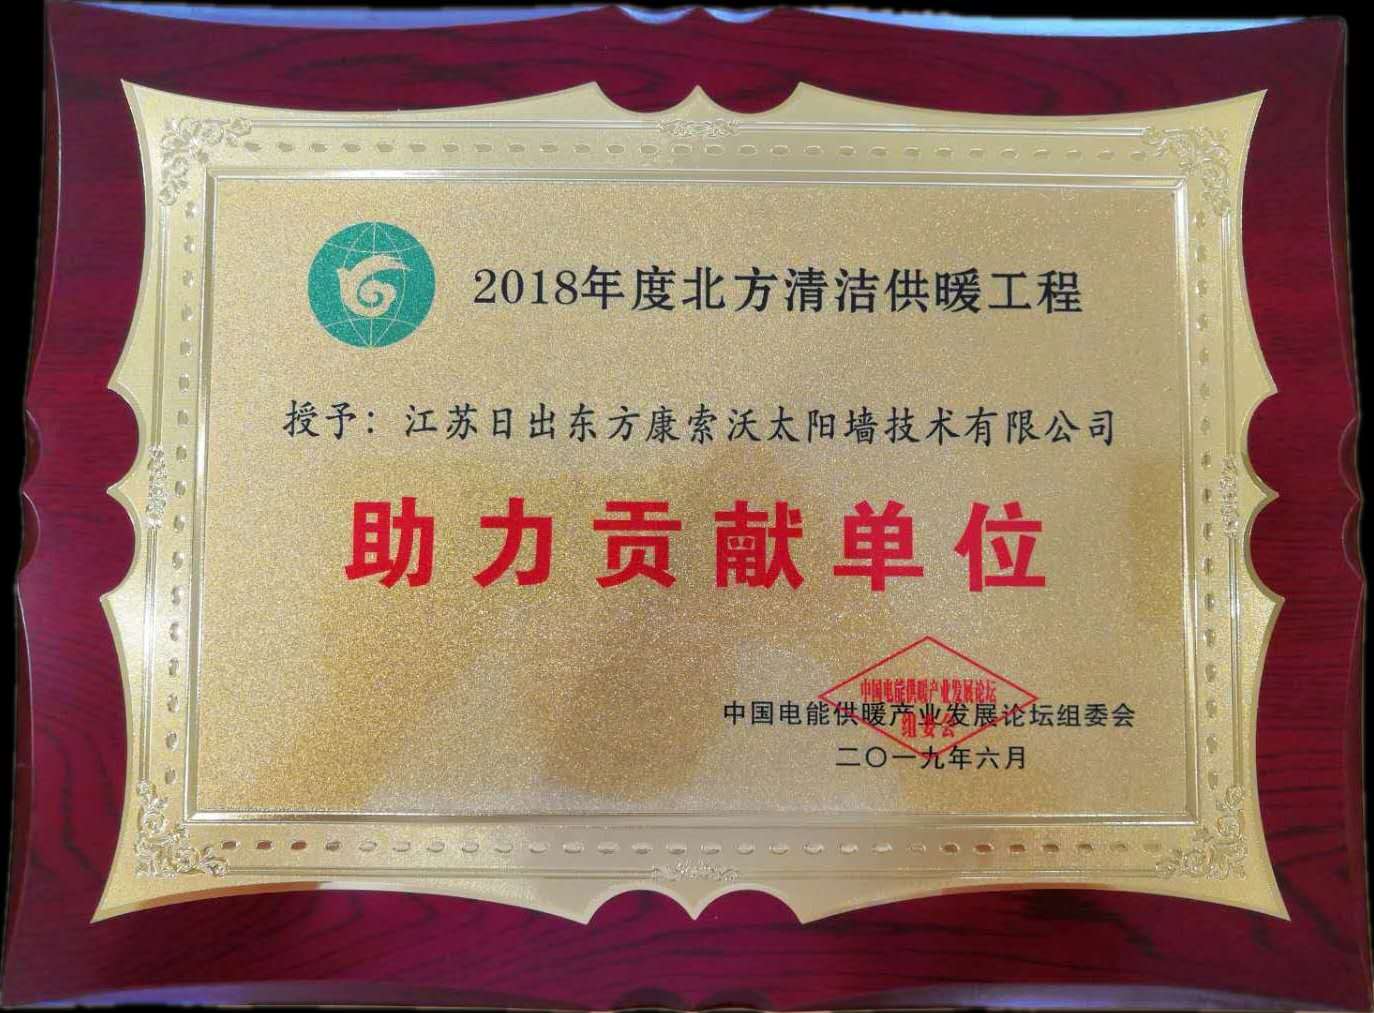 2018年度北方清洁供暖工程
授予：江苏日出东方康索沃太阳墙技术有限公司
助力贡献单位
中国电能供暖产业发展论坛
组委会
中国电能供暖产业发展论坛组委会
二〇一九年六月